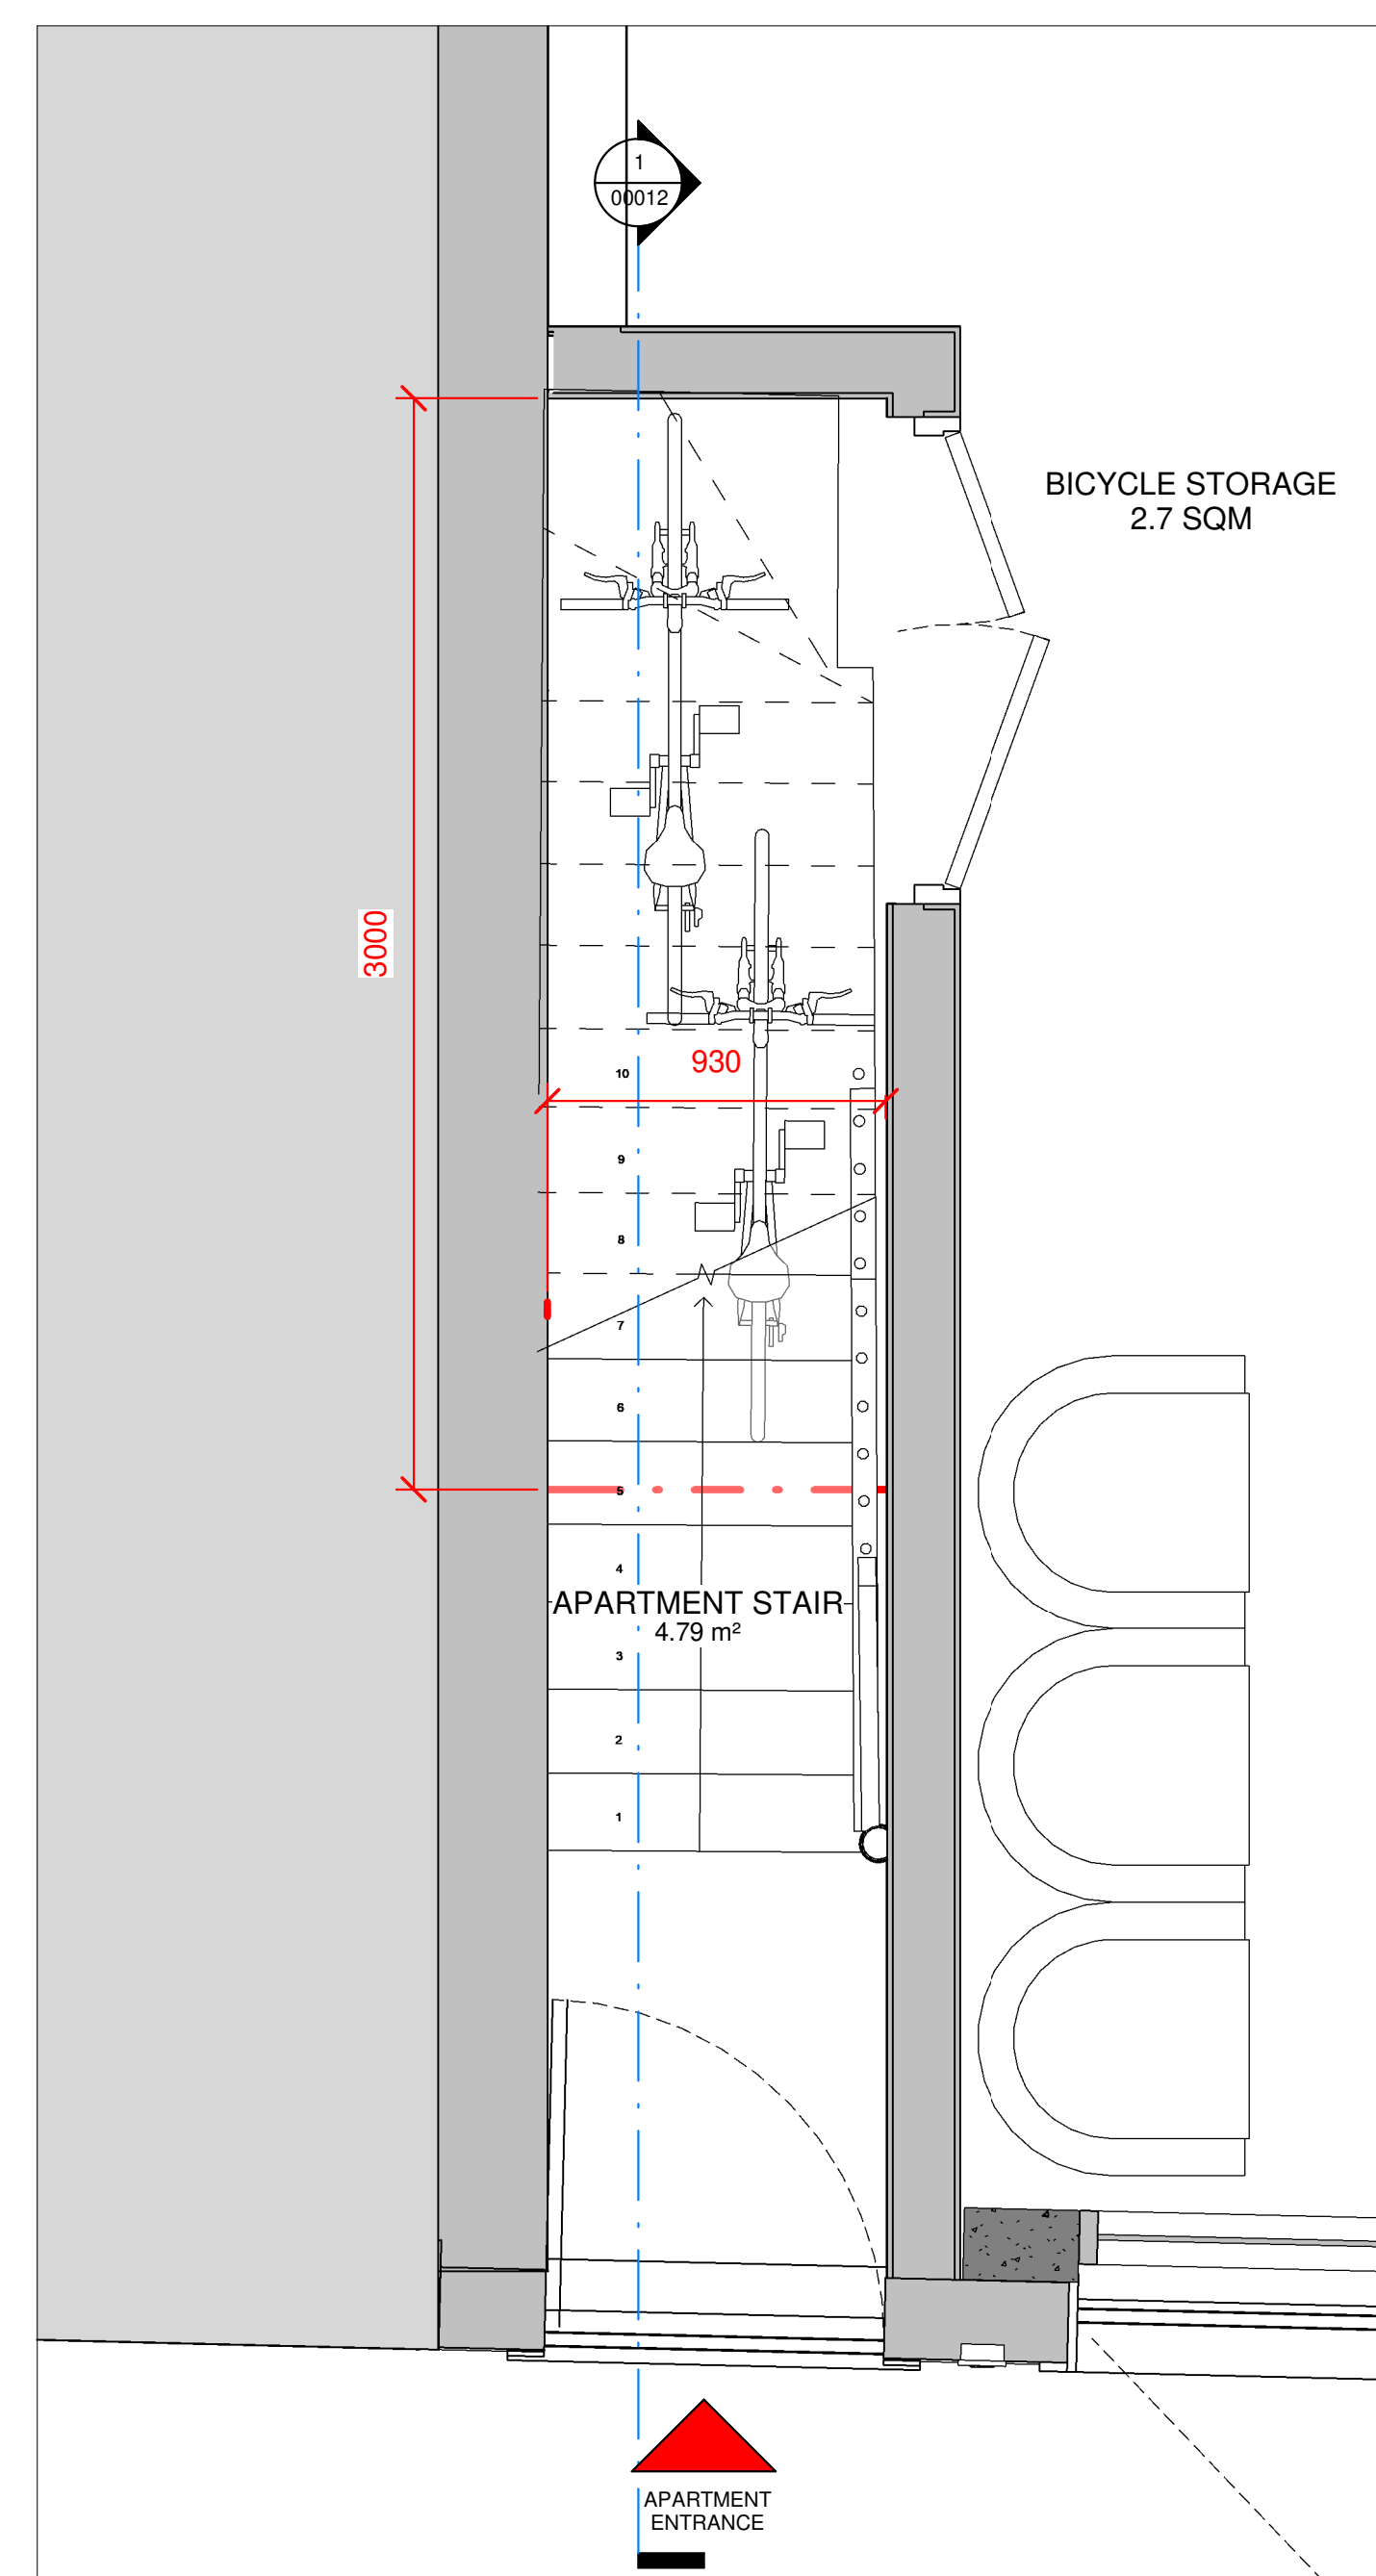 1
00012
BICYCLE STORAGE
2.7 SQM
3000
930
10
9
8
7
6
5
4
APARTMENT STAIR
4.79 m²
3
2
1
APARTMENT
ENTRANCE